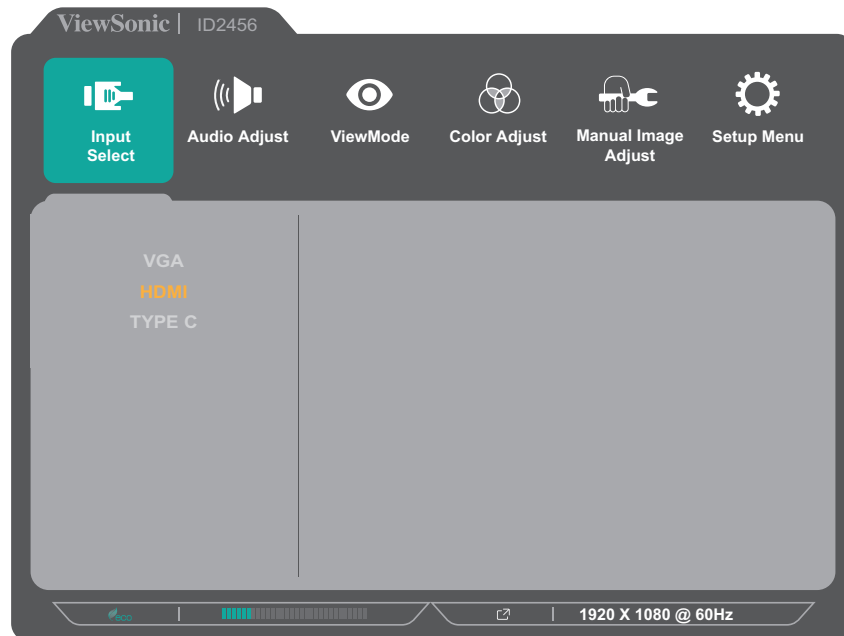 ViewSonic | ID2456
Input
Select
Audio Adjust
ViewMode
Color Adjust
Manual Image
Adjust
Setup Menu
VGA
HDMI
TYPE C
eco
1920 X 1080 @ 60Hz